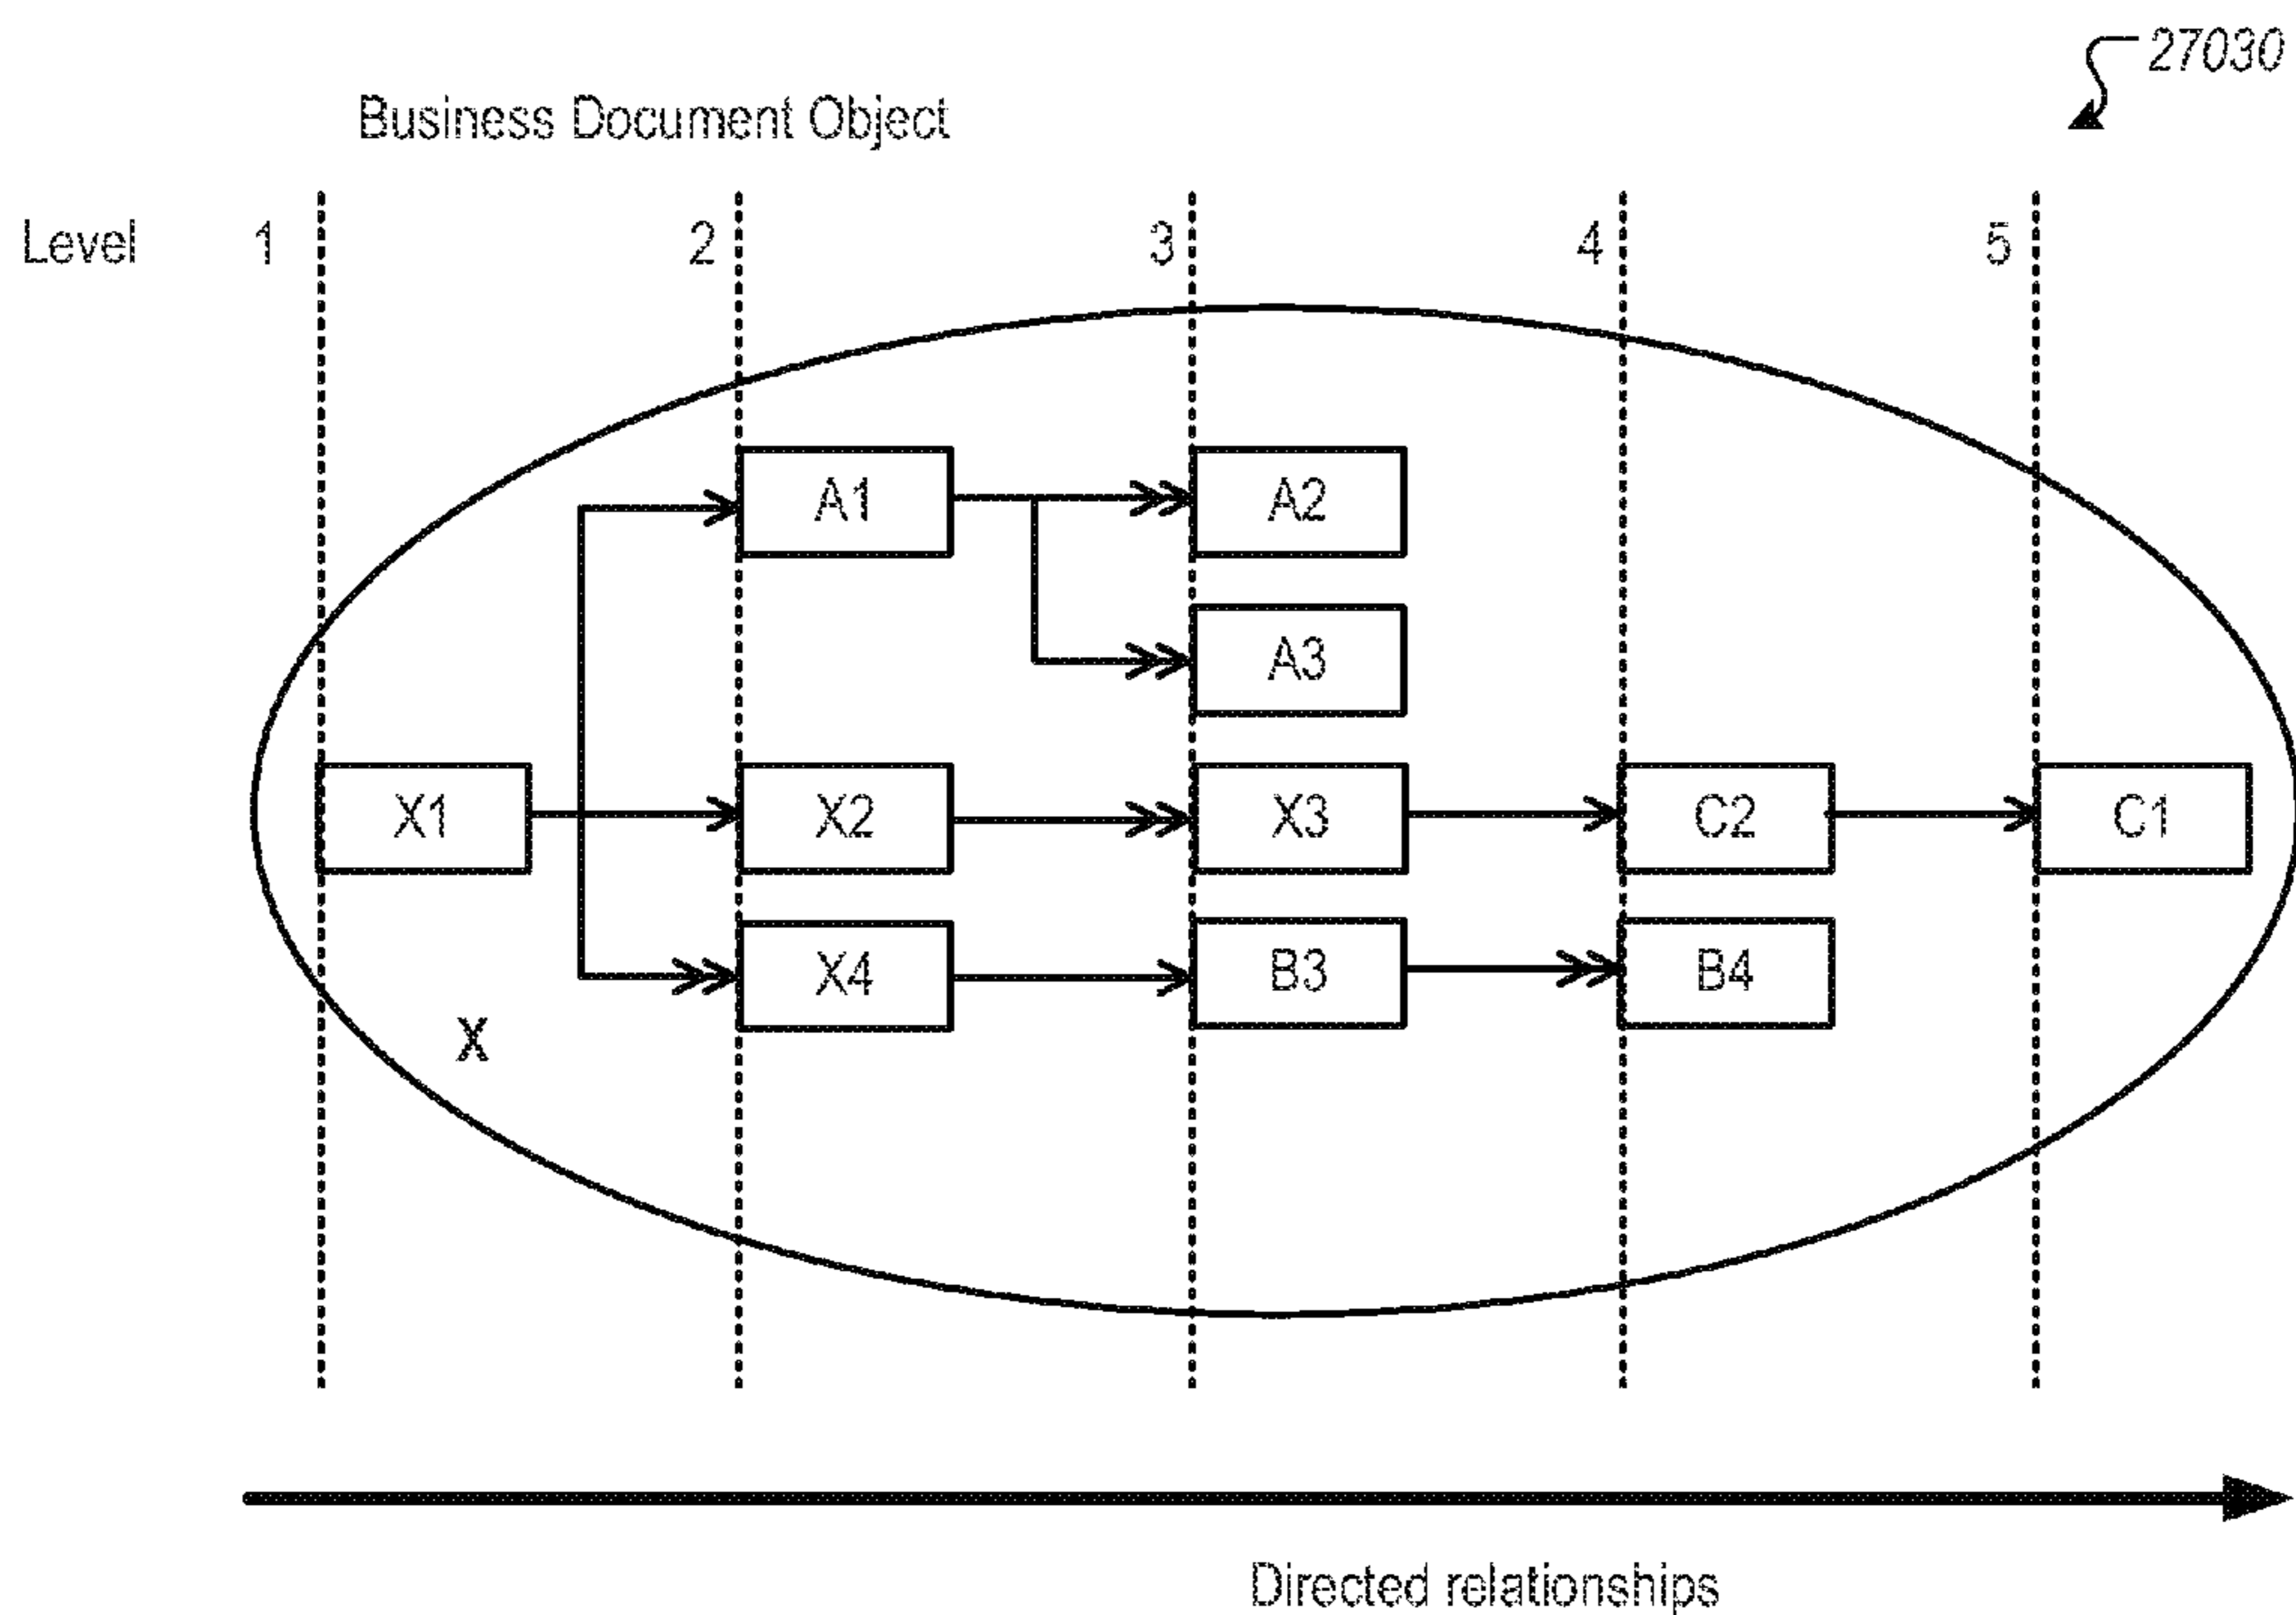 27030
Business Document Object
Level 1 2 3 4 5
A1 A2
A3
X1 X2 X3 C2 C1
X4 B3 B4
X
Directed relationships